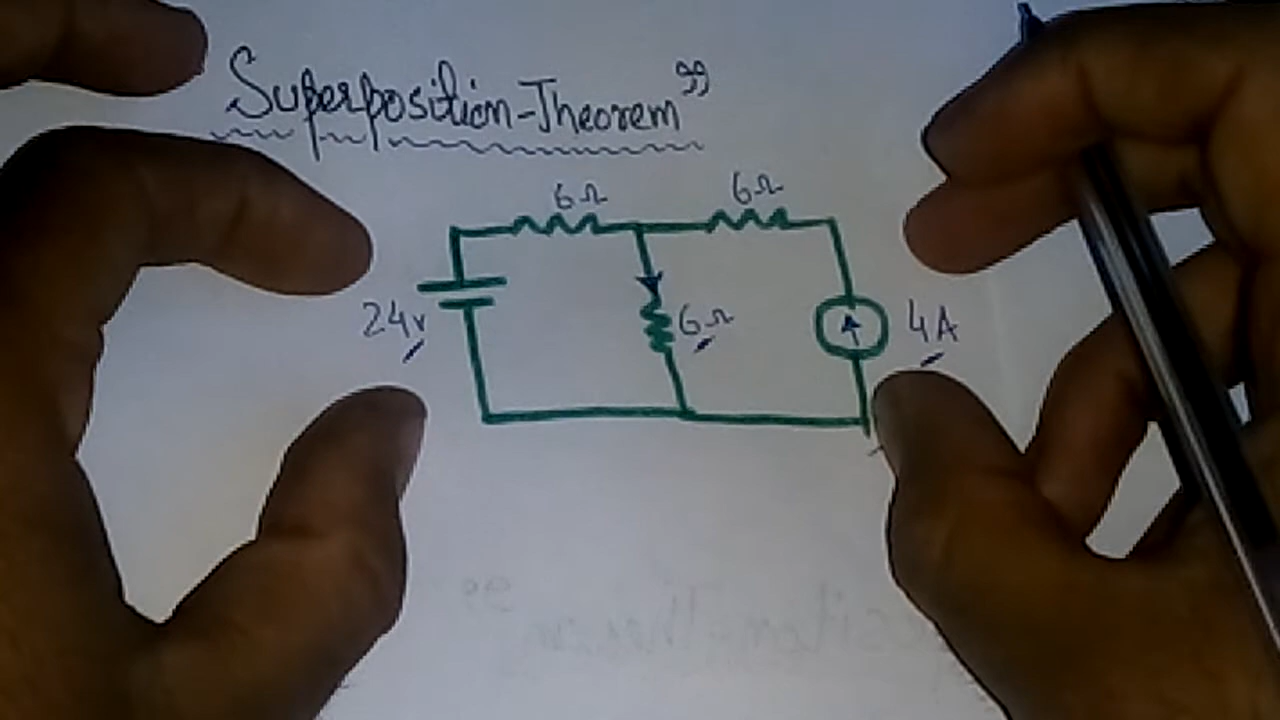 Superposition-Theorem”
6Ω 6Ω
24v 6Ω 4A